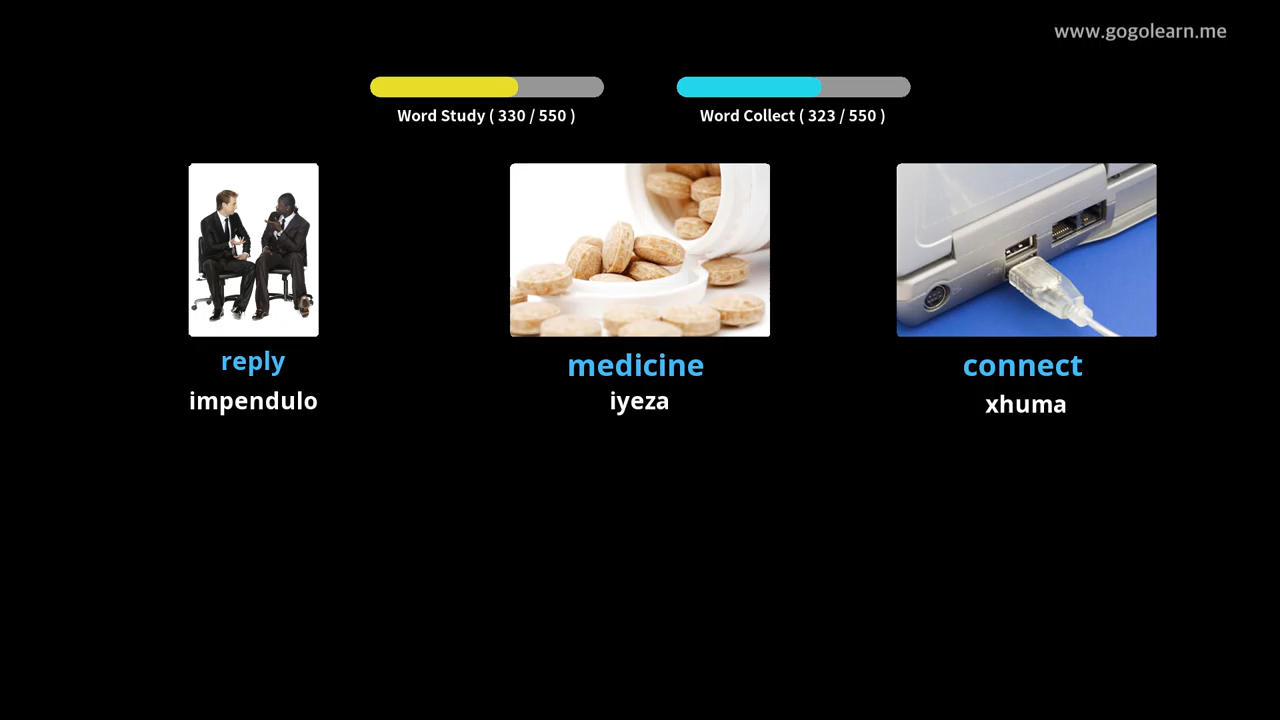 www.gogolearn.me
Word Study ( 330 / 550 )
Word Collect ( 323 / 550 )
reply
impendulo
medicine
iyeza
connect
xhuma